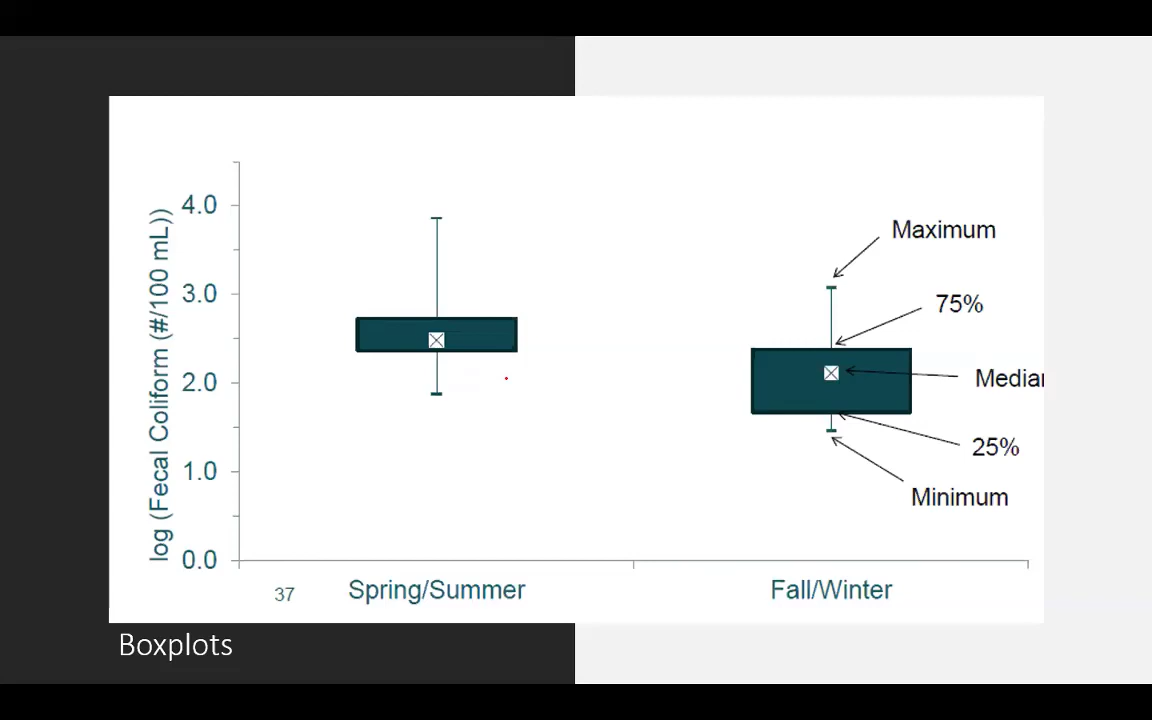 log (Fecal Coliform (#/100 mL))
4.0
3.0
2.0
1.0
0.0
Maximum
75%
Media
25%
Minimum
37
Spring/Summer
Fall/Winter
Boxplots